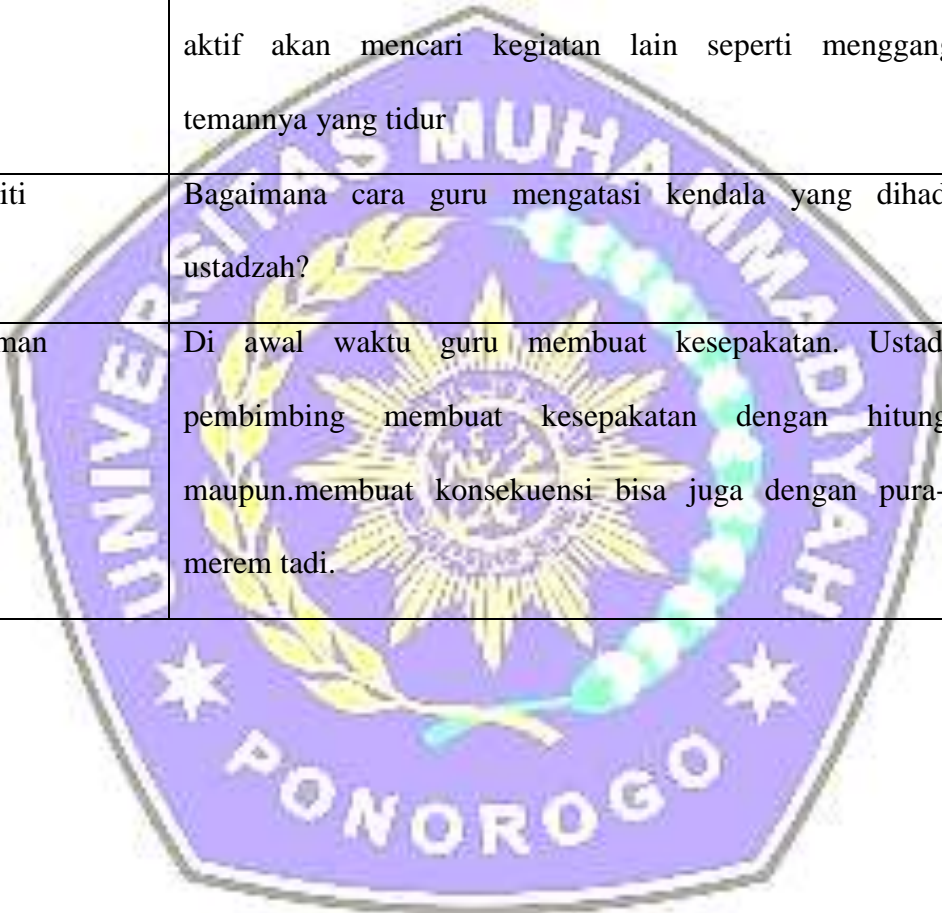 aktif akan mencari kegiatan lain seperti menggang
temannya yang tidur
iti Bagaimana cara guru mengatasi kendala yang dihad
ustadzah?
man Di awal waktu guru membuat kesepakatan. Ustad
pembimbing membuat kesepakatan dengan hitung
maupun.membuat konsekuensi bisa juga dengan pura-
merem tadi.
UNIVERSITAS MUHAMMADIYAH
PONOROGO